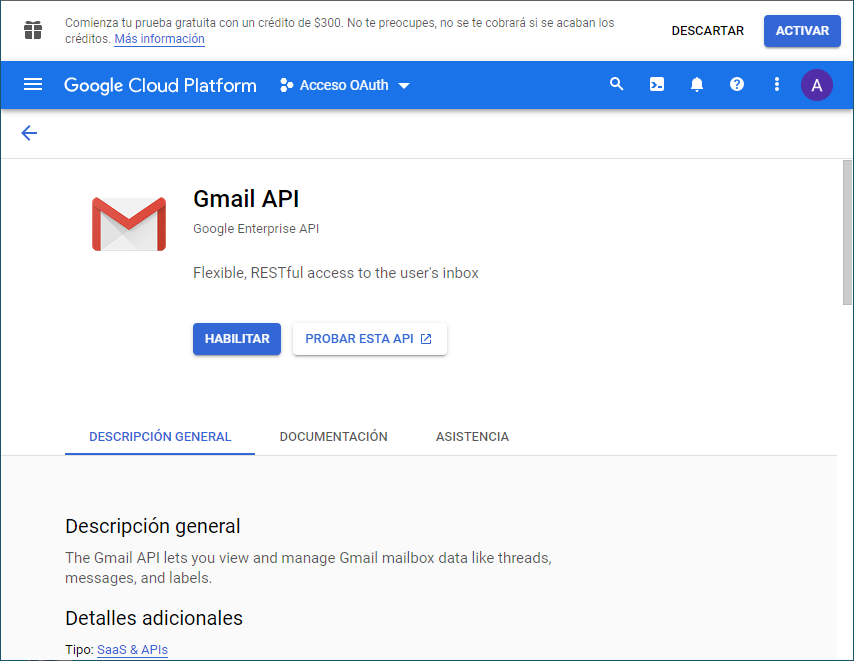 Comienza tu prueba gratuita con un crédito de $300. No te preocupes, no se te cobrará si se acaban los
créditos. Más información
DESCARTAR
ACTIVAR
Google Cloud Platform
Acceso OAuth
A
Gmail API
Google Enterprise API
Flexible, RESTful access to the user's inbox
HABILITAR
PROBAR ESTA API
DESCRIPCIÓN GENERAL
DOCUMENTACIÓN
ASISTENCIA
Descripción general
The Gmail API lets you view and manage Gmail mailbox data like threads,
messages, and labels.
Detalles adicionales
Tipo: SaaS & APIs